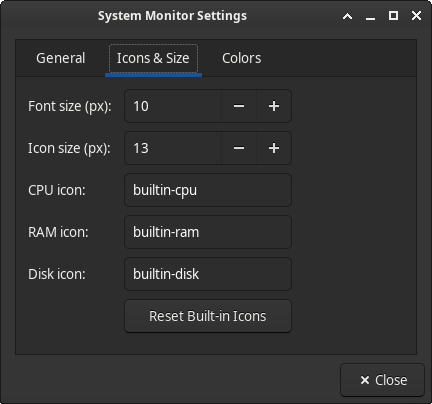 System Monitor Settings
General Icons & Size Colors
Font size (px): 10
Icon size (px): 13
CPU icon: builtin-cpu
RAM icon: builtin-ram
Disk icon: builtin-disk
Reset Built-in Icons
Close